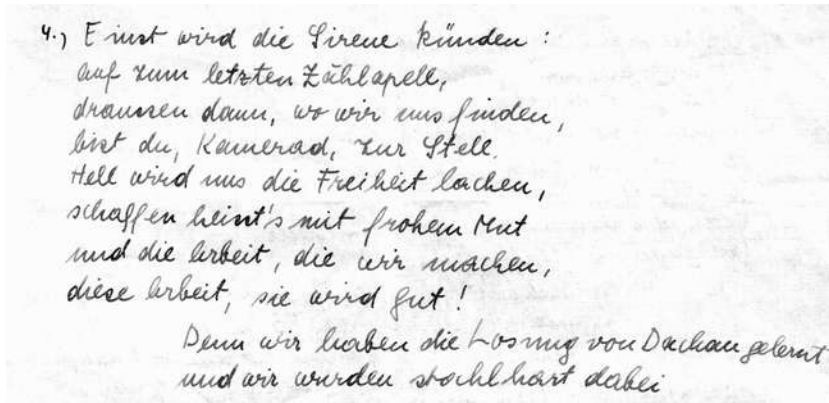 4., Einst wird die Sirene künden :
auf zum letzten Zählapell,
draussen dann, wo wir uns finden,
bist du, Kamerad, zur Stell.
Hell wird uns die Freiheit lachen,
schaffen heist's mit frohem Mut
und die Arbeit, die wir machen,
diese Arbeit, sie wird gut !
Denn wir haben die Losung von Dachau gelernt
und wir wurden stahlhart dabei